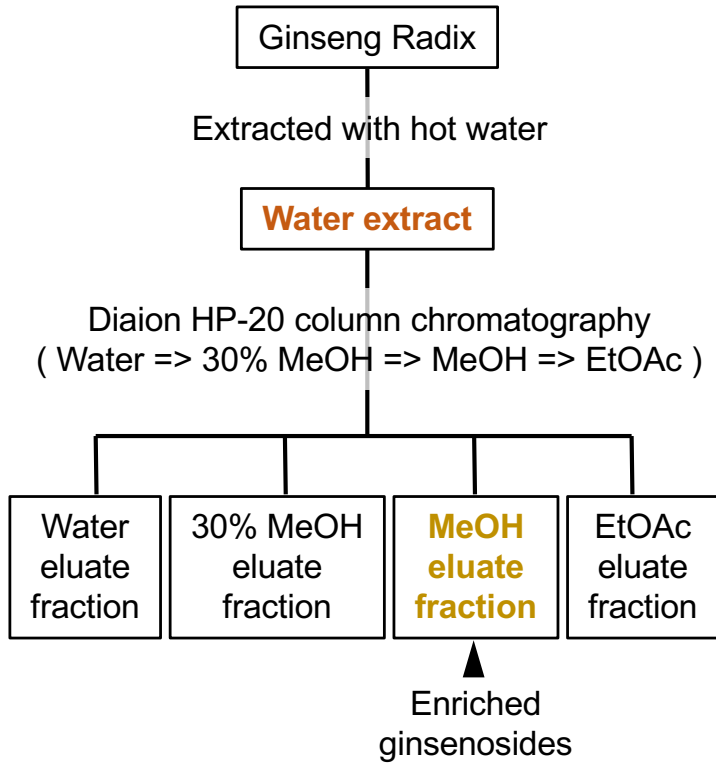 Ginseng Radix
Extracted with hot water
Water extract
Diaion HP-20 column chromatography
( Water => 30% MeOH => MeOH => EtOAc )
Water
eluate
fraction
30% MeOH
eluate
fraction
MeOH
eluate
fraction
EtOAc
eluate
fraction
Enriched
ginsenosides